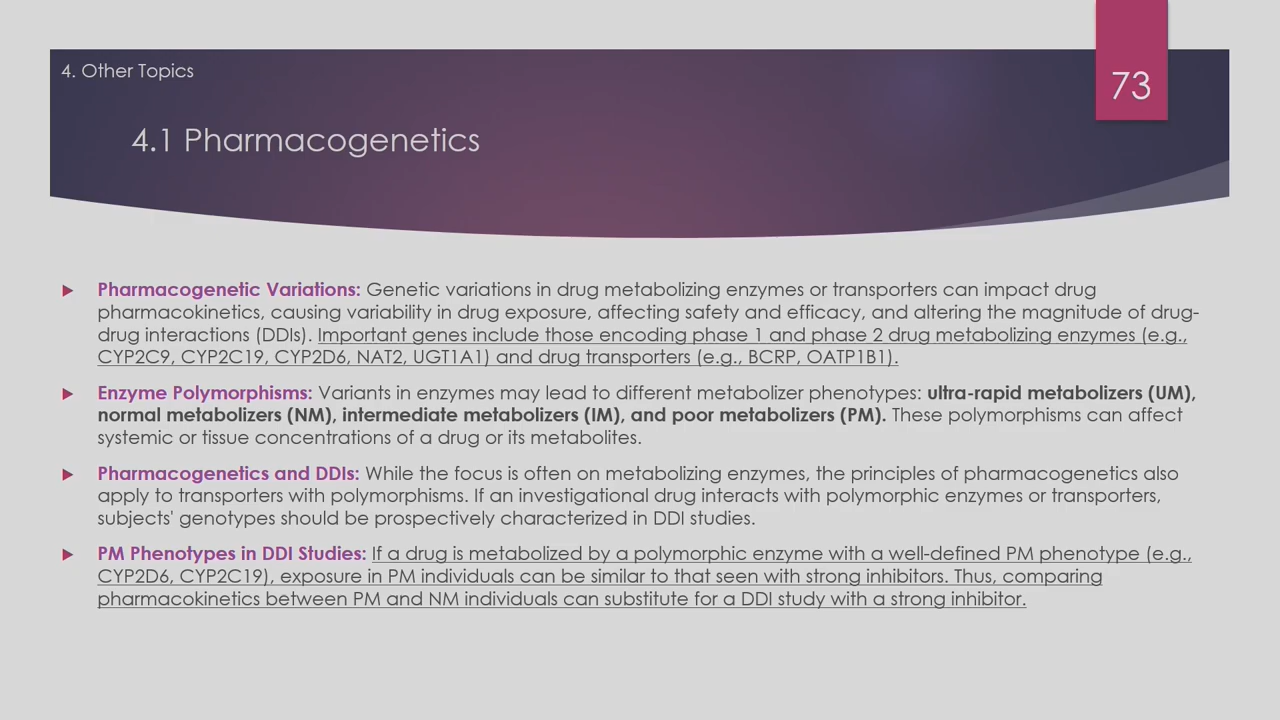 4. Other Topics
73
4.1 Pharmacogenetics
Pharmacogenetic Variations: Genetic variations in drug metabolizing enzymes or transporters can impact drug
pharmacokinetics, causing variability in drug exposure, affecting safety and efficacy, and altering the magnitude of drug-
drug interactions (DDIs). Important genes include those encoding phase 1 and phase 2 drug metabolizing enzymes (e.g.,
CYP2C9, CYP2C19, CYP2D6, NAT2, UGT1A1) and drug transporters (e.g., BCRP, OATP1B1).
Enzyme Polymorphisms: Variants in enzymes may lead to different metabolizer phenotypes: ultra-rapid metabolizers (UM),
normal metabolizers (NM), intermediate metabolizers (IM), and poor metabolizers (PM). These polymorphisms can affect
systemic or tissue concentrations of a drug or its metabolites.
Pharmacogenetics and DDIs: While the focus is often on metabolizing enzymes, the principles of pharmacogenetics also
apply to transporters with polymorphisms. If an investigational drug interacts with polymorphic enzymes or transporters,
subjects' genotypes should be prospectively characterized in DDI studies.
PM Phenotypes in DDI Studies: If a drug is metabolized by a polymorphic enzyme with a well-defined PM phenotype (e.g.,
CYP2D6, CYP2C19), exposure in PM individuals can be similar to that seen with strong inhibitors. Thus, comparing
pharmacokinetics between PM and NM individuals can substitute for a DDI study with a strong inhibitor.